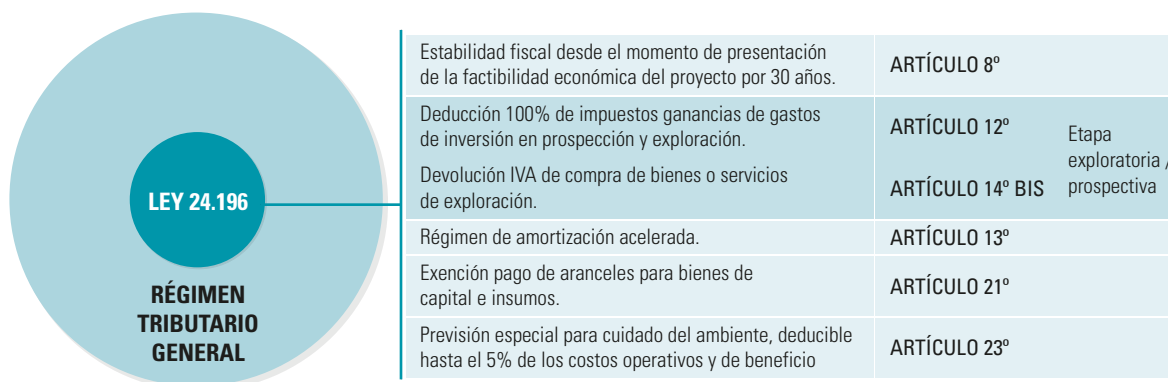 LEY 24.196
RÉGIMEN
TRIBUTARIO
GENERAL
Estabilidad fiscal desde el momento de presentación
de la factibilidad económica del proyecto por 30 años.
ARTÍCULO 8º
Deducción 100% de impuestos ganancias de gastos
de inversión en prospección y exploración.
ARTÍCULO 12º
Devolución IVA de compra de bienes o servicios
de exploración.
ARTÍCULO 14º BIS
Etapa
exploratoria /
prospectiva
Régimen de amortización acelerada.
ARTÍCULO 13º
Exención pago de aranceles para bienes de
capital e insumos.
ARTÍCULO 21º
Previsión especial para cuidado del ambiente, deducible
hasta el 5% de los costos operativos y de beneficio
ARTÍCULO 23º